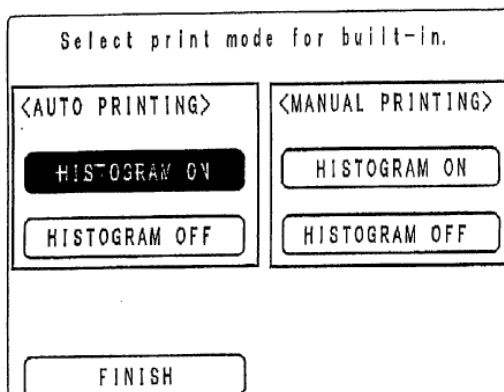 Select print mode for built-in.
<AUTO PRINTING>
HISTOGRAM ON
HISTOGRAM OFF
<MANUAL PRINTING>
HISTOGRAM ON
HISTOGRAM OFF
FINISH